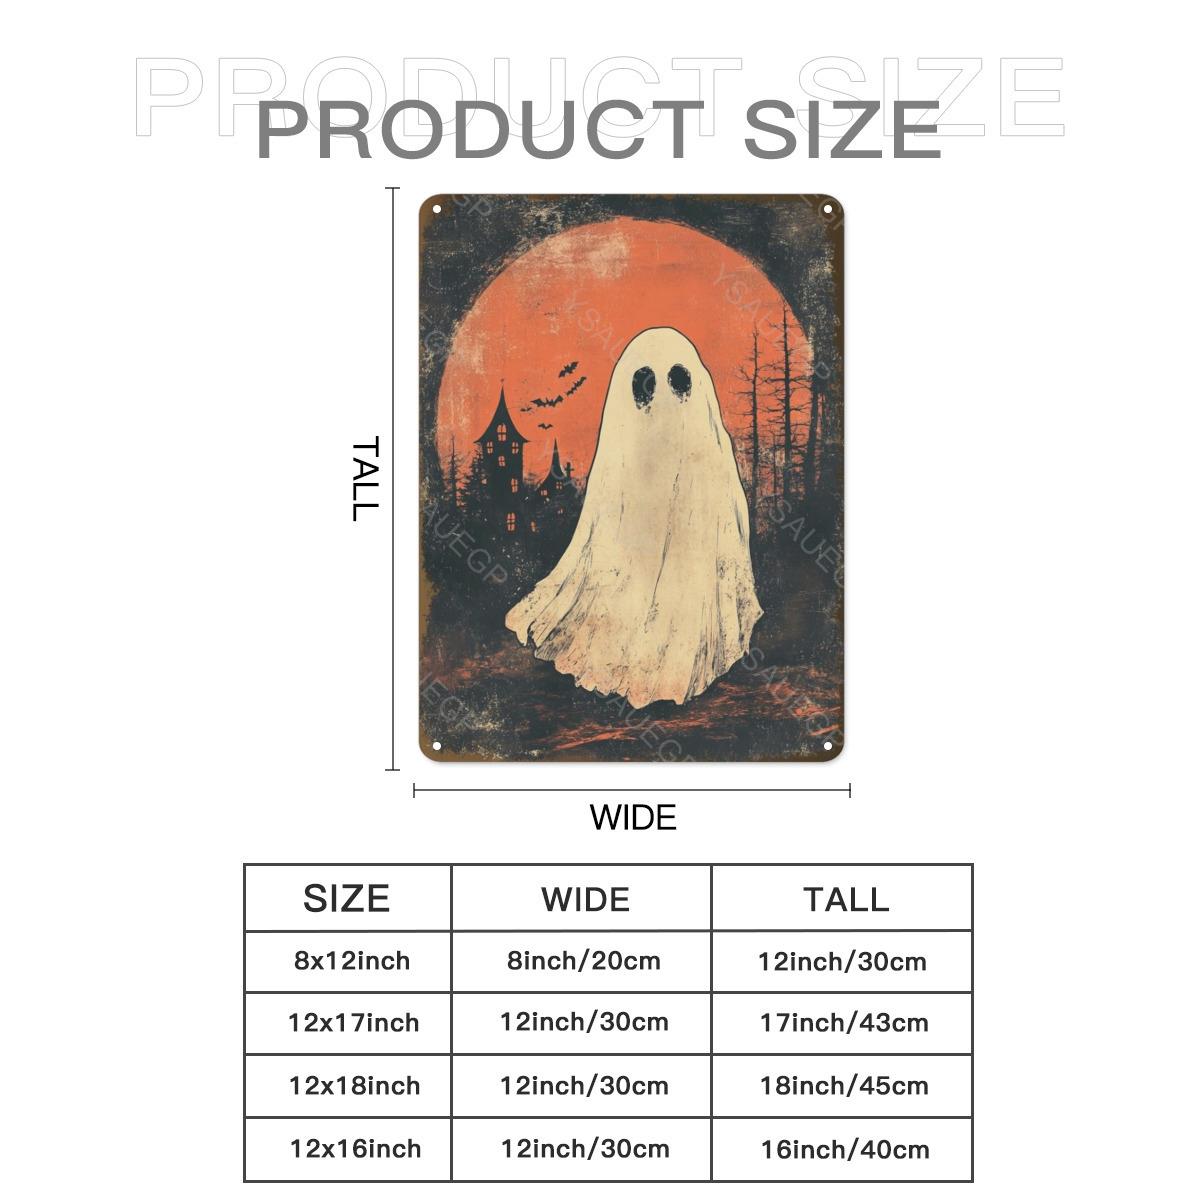 PRODUCT SIZE
PRODUCT SIZE
TALL
YSAUEGP
WIDE
SIZE WIDE TALL
8x12inch 8inch/20cm 12inch/30cm
12x17inch 12inch/30cm 17inch/43cm
12x18inch 12inch/30cm 18inch/45cm
12x16inch 12inch/30cm 16inch/40cm